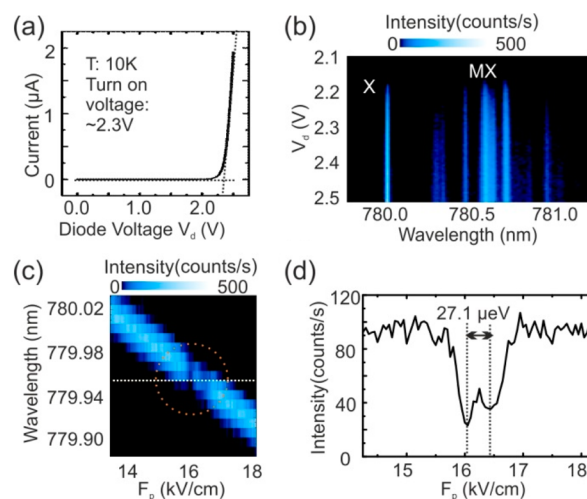 (a)
2
1
0
Current (µA)
T: 10K
Turn on
voltage:
~2.3V
0.0
1.0
2.0
Diode Voltage V_d (V)
(b)
Intensity(counts/s)
0
500
2.1
2.2
2.3
2.4
2.5
V_d (V)
X
MX
780.0
780.5
781.0
Wavelength (nm)
(c)
Intensity(counts/s)
0
500
780.02
779.98
779.94
779.90
Wavelength (nm)
14
16
18
F_p (kV/cm)
(d)
120
80
40
0
Intensity(counts/s)
27.1 µeV
15
16
17
18
F_p (kV/cm)